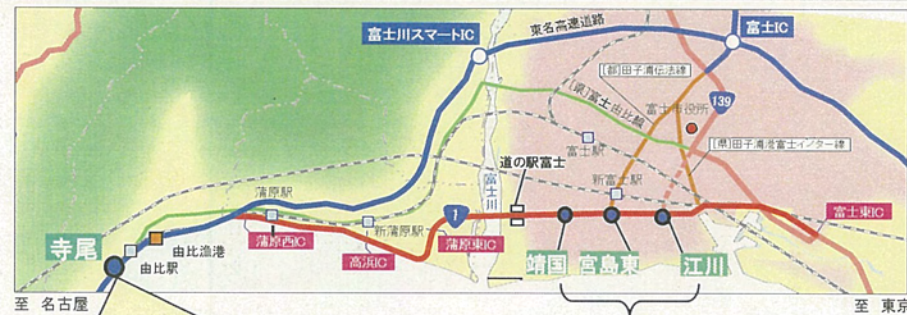 富士川スマートIC
東名高速道路
富士IC
[都]田子浦伝法線
[県]富士由比線
富士市役所
139
[県]田子浦港富士インター線
富士駅
道の駅富士
新富士駅
富士川
蒲原駅
1
新蒲原駅
富士東IC
蒲原西IC
蒲原東IC
高浜IC
寺尾
由比漁港
由比駅
靖国
宮島東
江川
至 名古屋
至 東京